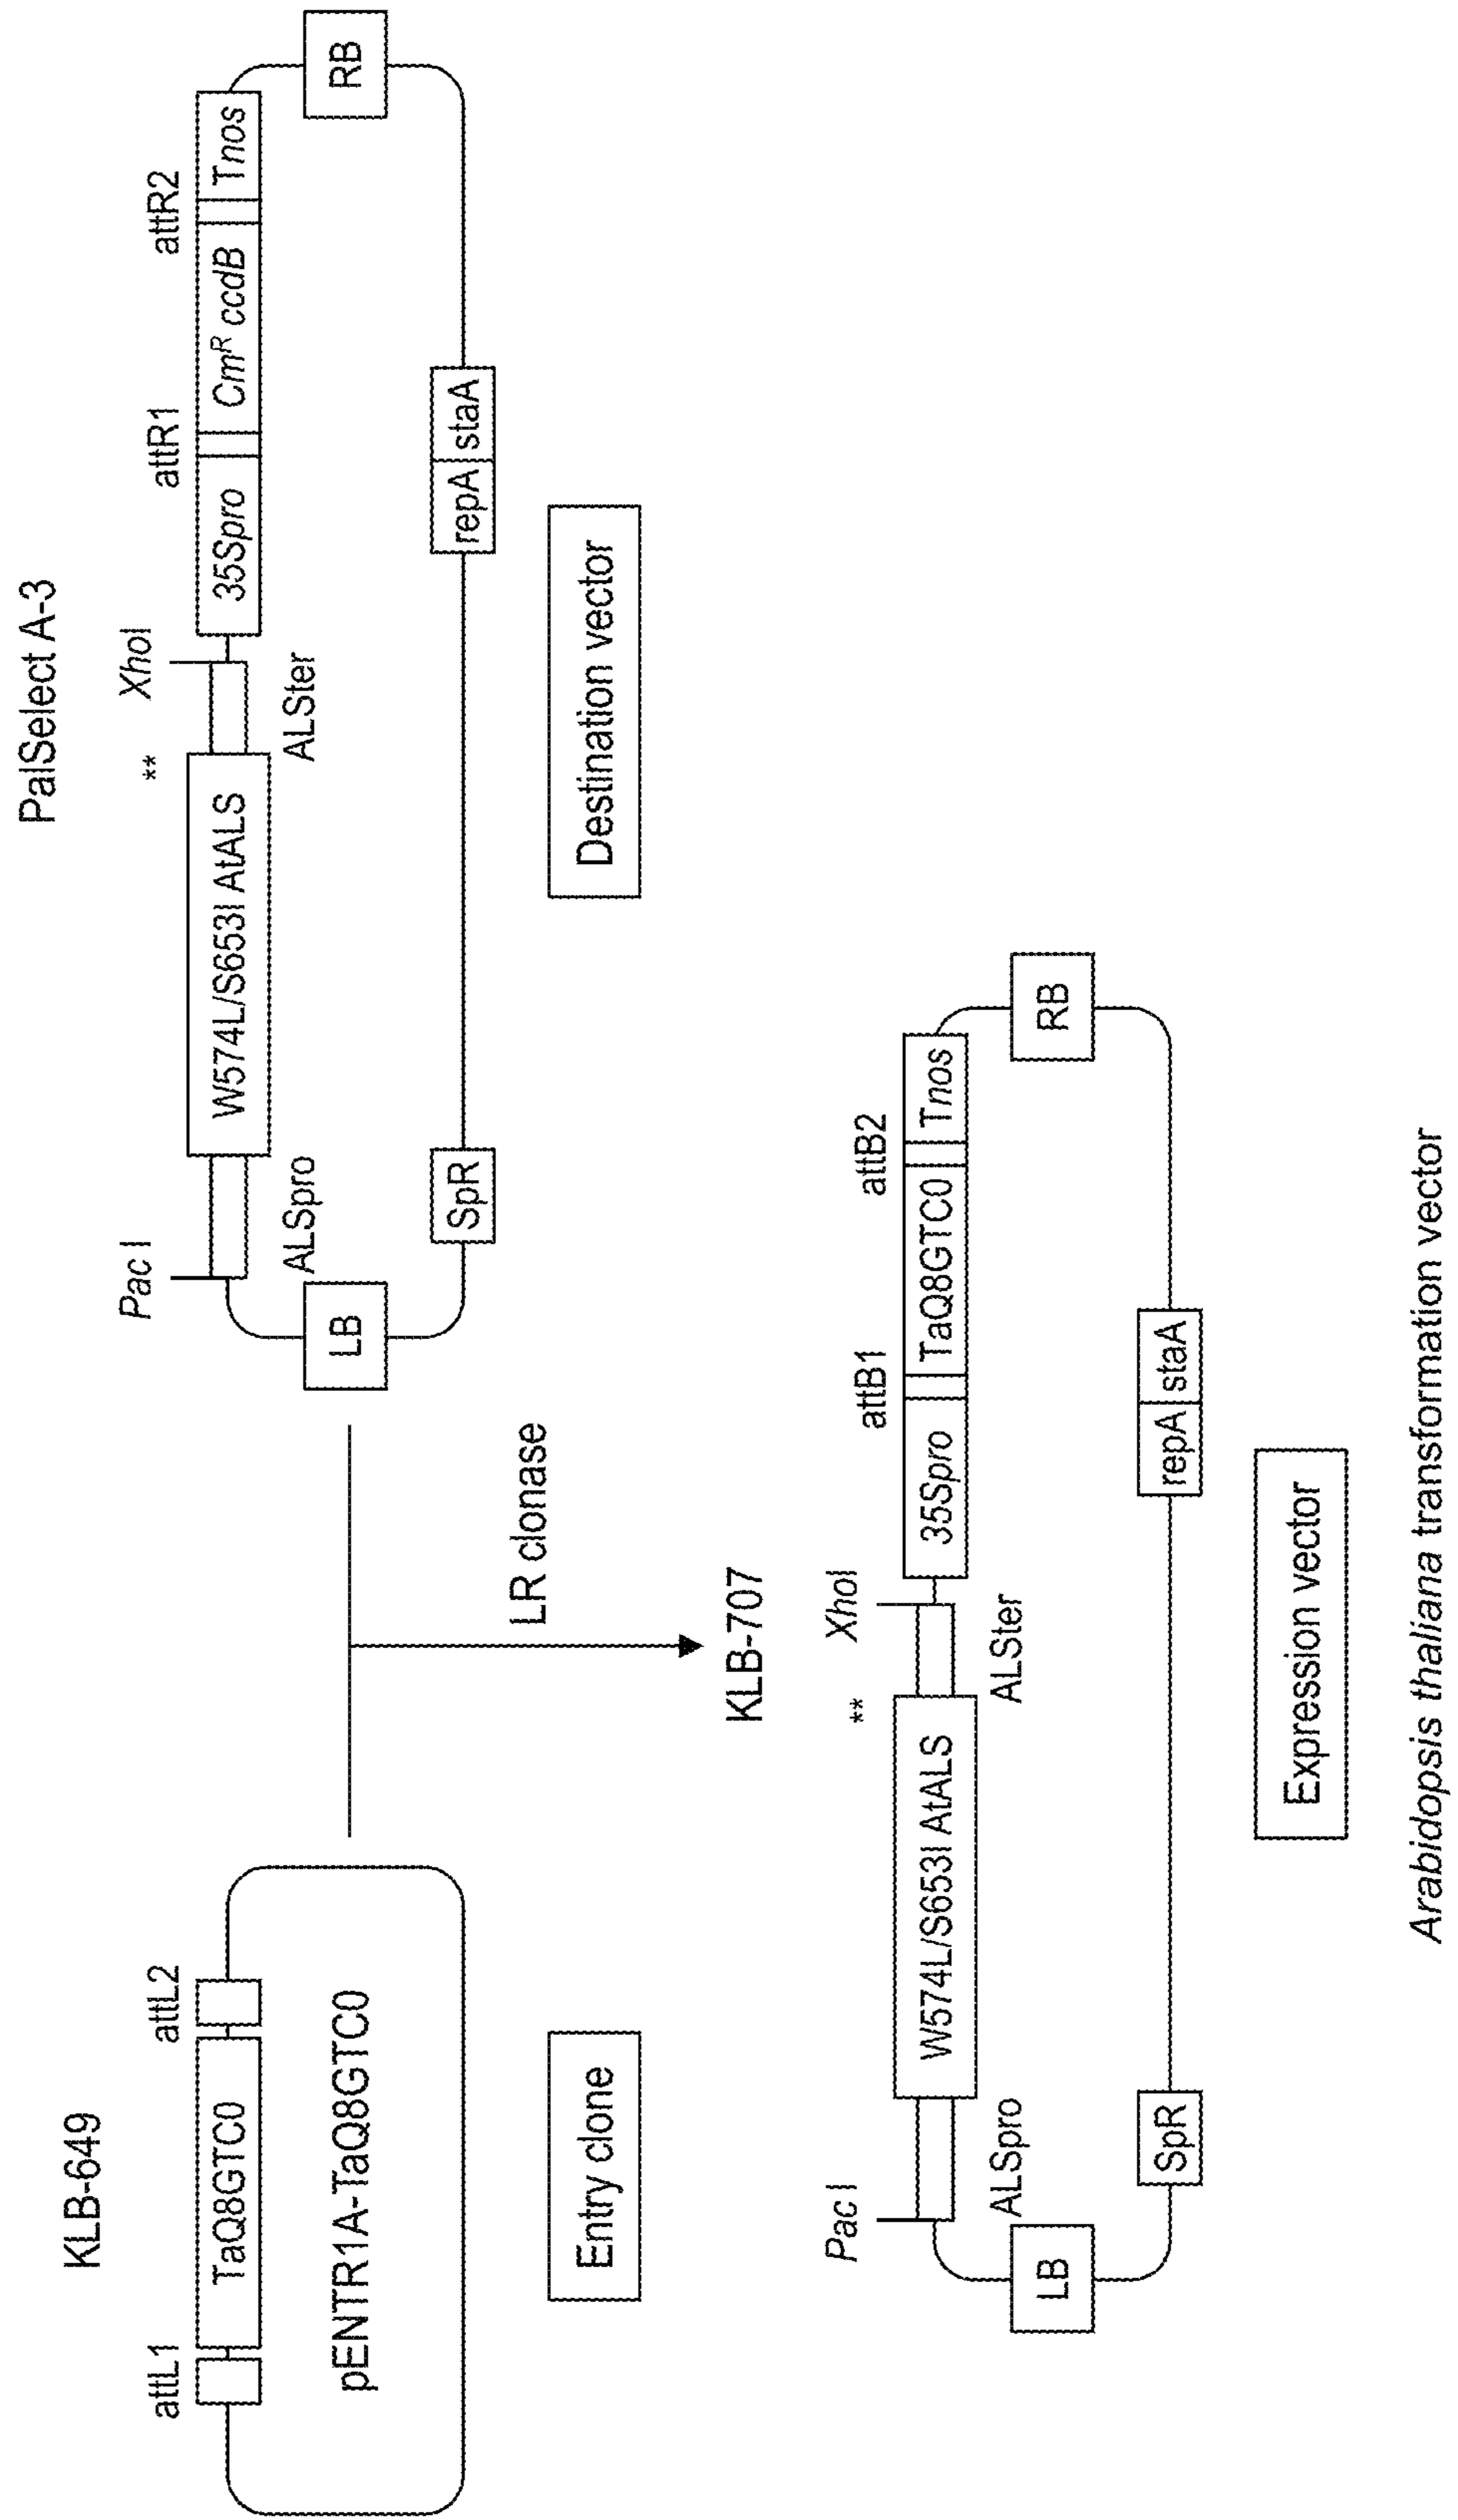 KLB-649
attL1
attL2
TaQ8GTC0
pENTR1A-TaQ8GTC0
Entry clone
PalSelect A-3
Pac I
**
XhoI
attR1
attR2
W574L/S653I AtALS
35Spro
CmR ccdB
Tnos
ALSpro
ALSter
LB
RB
SpR
repA
staA
Destination vector
LR clonase
KLB-707
Pac I
**
XhoI
attB1
attB2
W574L/S653I AtALS
35Spro
TaQ8GTC0
Tnos
ALSpro
ALSter
LB
RB
SpR
repA
staA
Expression vector
Arabidopsis thaliana transformation vector